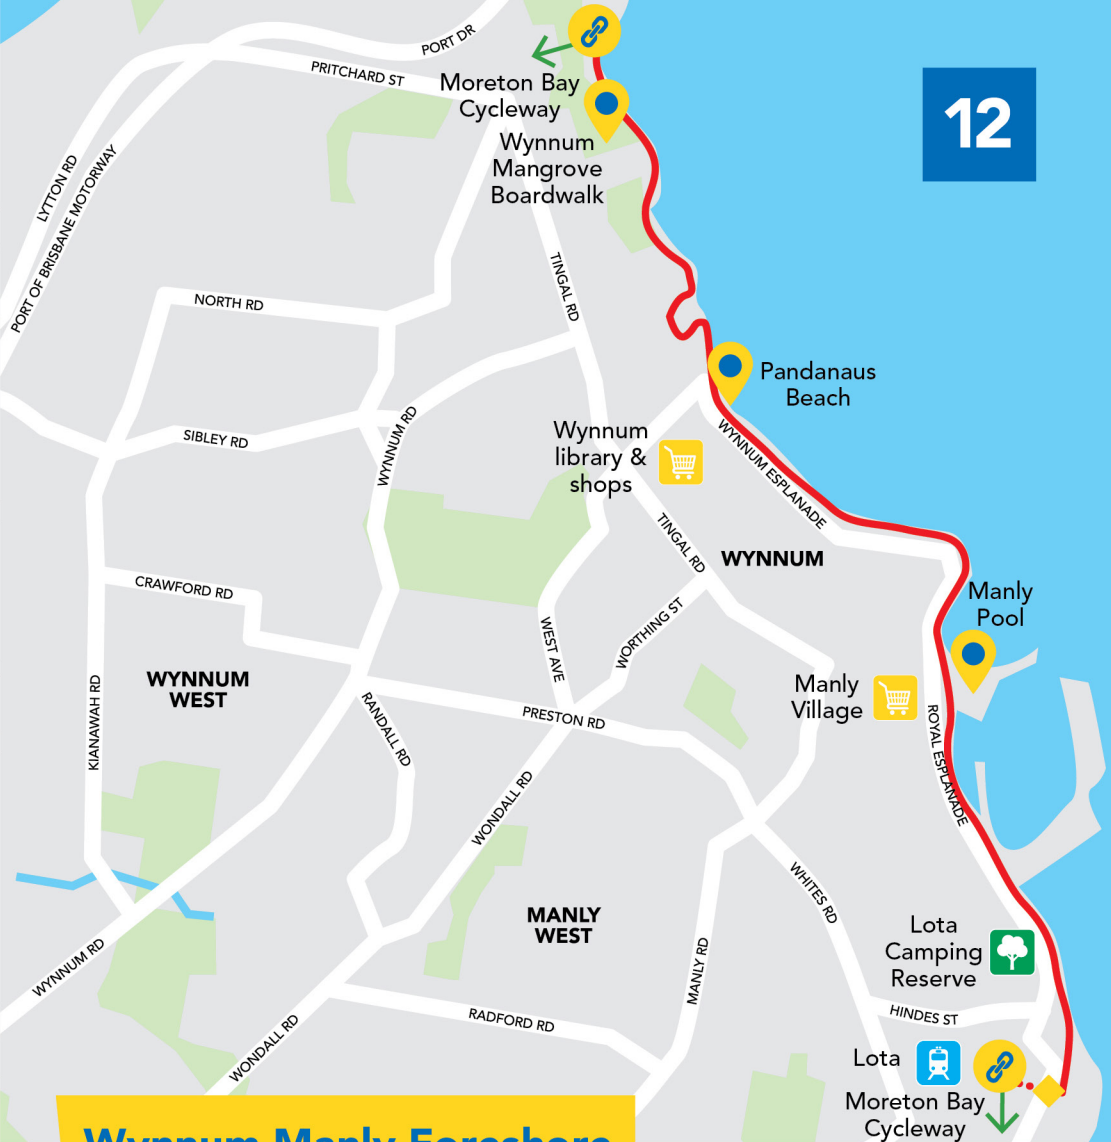 PORT DR
PRITCHARD ST
Moreton Bay
Cycleway
12
Wynnum
Mangrove
Boardwalk
LYTTON RD
PORT OF BRISBANE MOTORWAY
NORTH RD
TINGAL RD
Pandanaus
Beach
SIBLEY RD
WYNNUM RD
Wynnum
library &
shops
WYNNUM ESPLANADE
TINGAL RD
WYNNUM
CRAWFORD RD
Manly
Pool
WEST AVE
WORTHING ST
WYNNUM
WEST
KIANAWAH RD
RANDALL RD
PRESTON RD
Manly
Village
ROYAL ESPLANADE
WONDALL RD
WHITES RD
MANLY
WEST
Lota
Camping
Reserve
WYNNUM RD
MANLY RD
HINDES ST
RADFORD RD
WONDALL RD
Lota
Moreton Bay
Cycleway
Wynnum Manly Foreshore